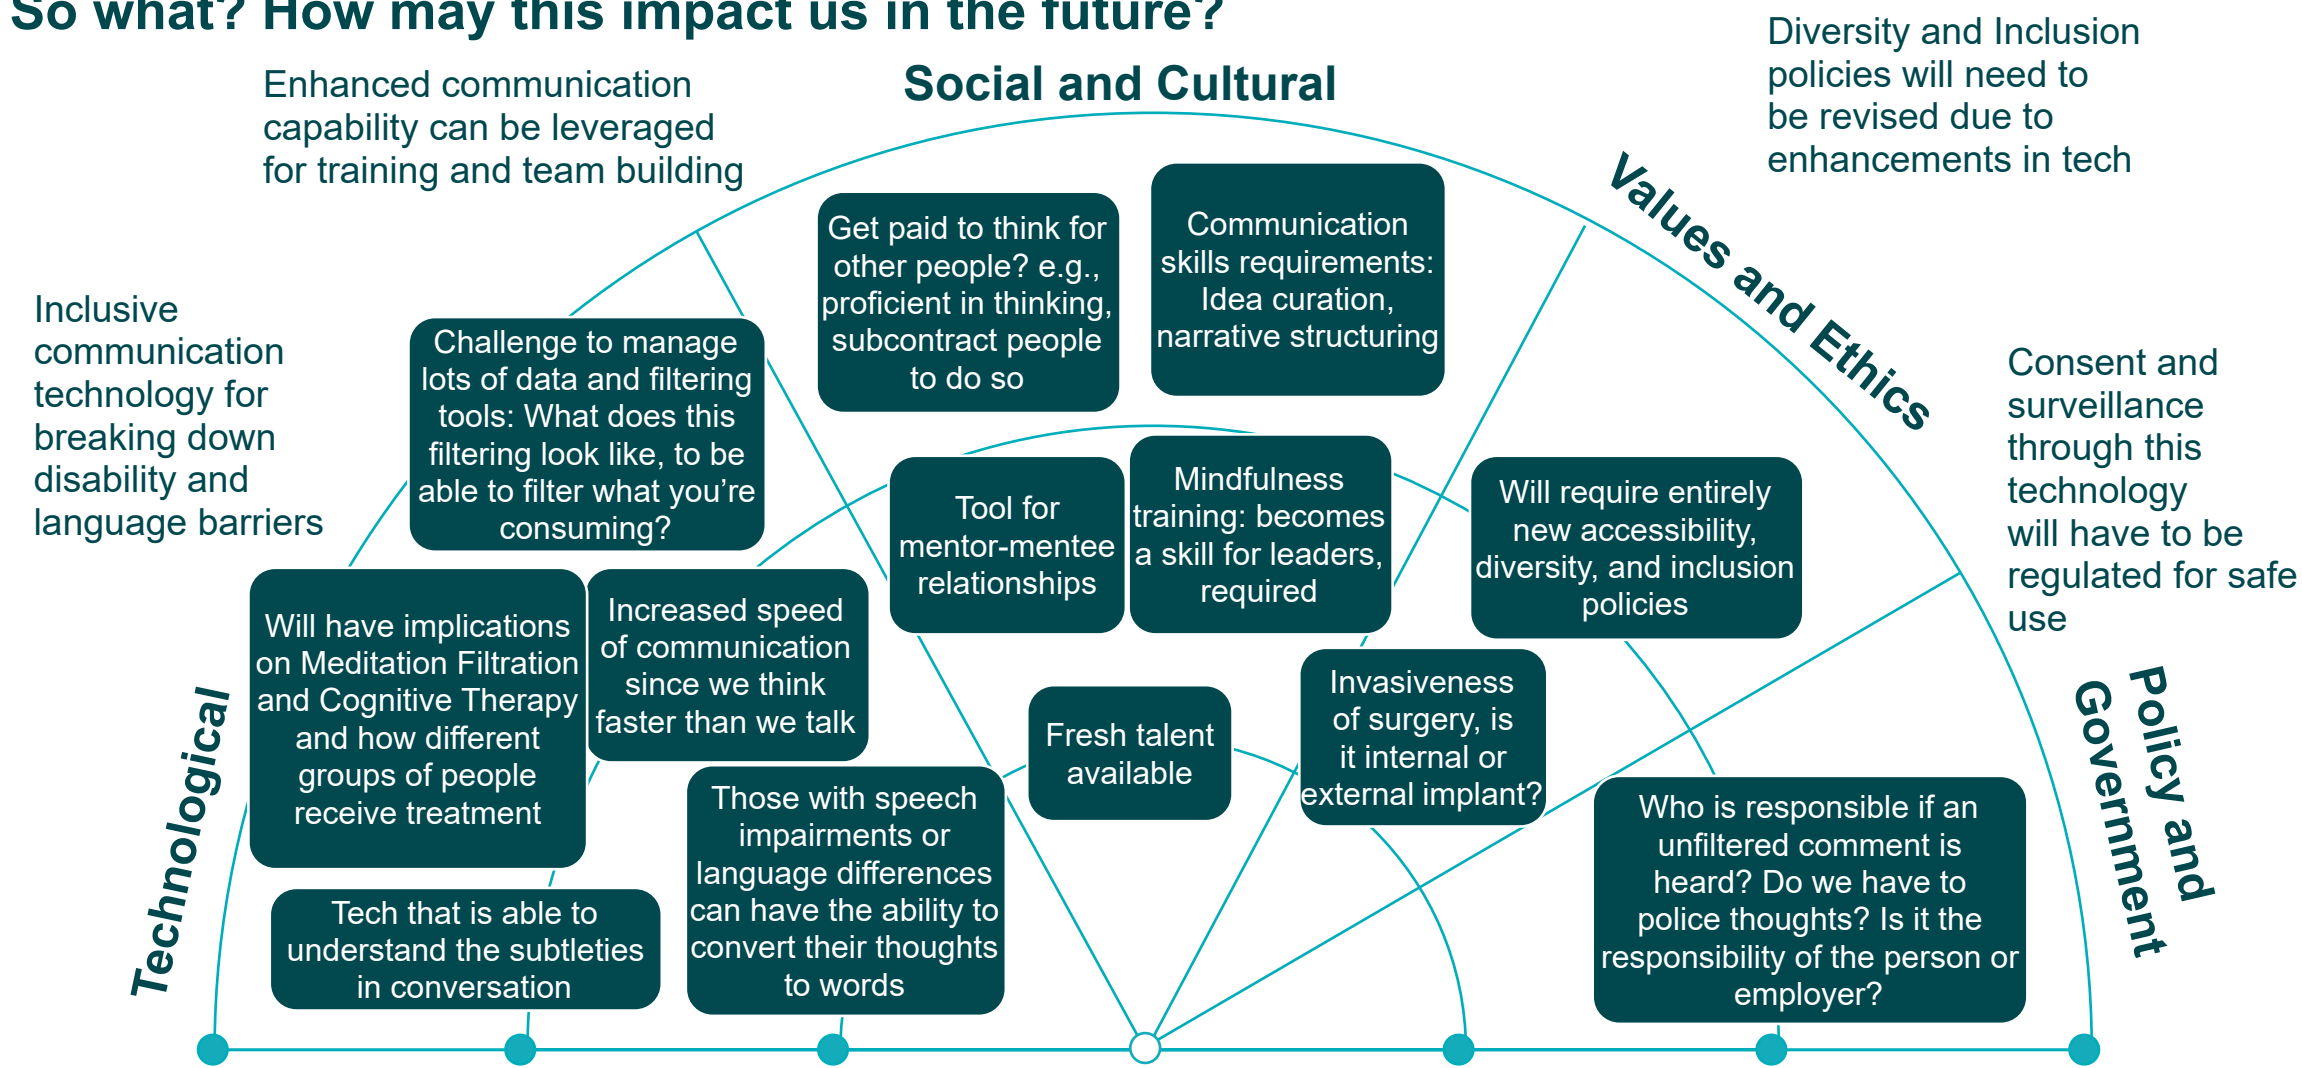 So what? How may this impact us in the future?
Enhanced communication
capability can be leveraged
for training and team building
Social and Cultural
Diversity and Inclusion
policies will need to
be revised due to
enhancements in tech
Values and Ethics
Get paid to think for
other people? e.g.,
proficient in thinking,
subcontract people
to do so
Communication
skills requirements:
Idea curation,
narrative structuring
Inclusive
communication
technology for
breaking down
disability and
language barriers
Challenge to manage
lots of data and filtering
tools: What does this
filtering look like, to be
able to filter what you’re
consuming?
Consent and
surveillance
through this
technology
will have to be
regulated for safe
use
Tool for
mentor-mentee
relationships
Mindfulness
training: becomes
a skill for leaders,
required
Will require entirely
new accessibility,
diversity, and inclusion
policies
Will have implications
on Meditation Filtration
and Cognitive Therapy
and how different
groups of people
receive treatment
Increased speed
of communication
since we think
faster than we talk
Invasiveness
of surgery, is
it internal or
external implant?
Fresh talent
available
Technological
Policy and
Government
Those with speech
impairments or
language differences
can have the ability to
convert their thoughts
to words
Who is responsible if an
unfiltered comment is
heard? Do we have to
police thoughts? Is it the
responsibility of the person or
employer?
Tech that is able to
understand the subtleties
in conversation